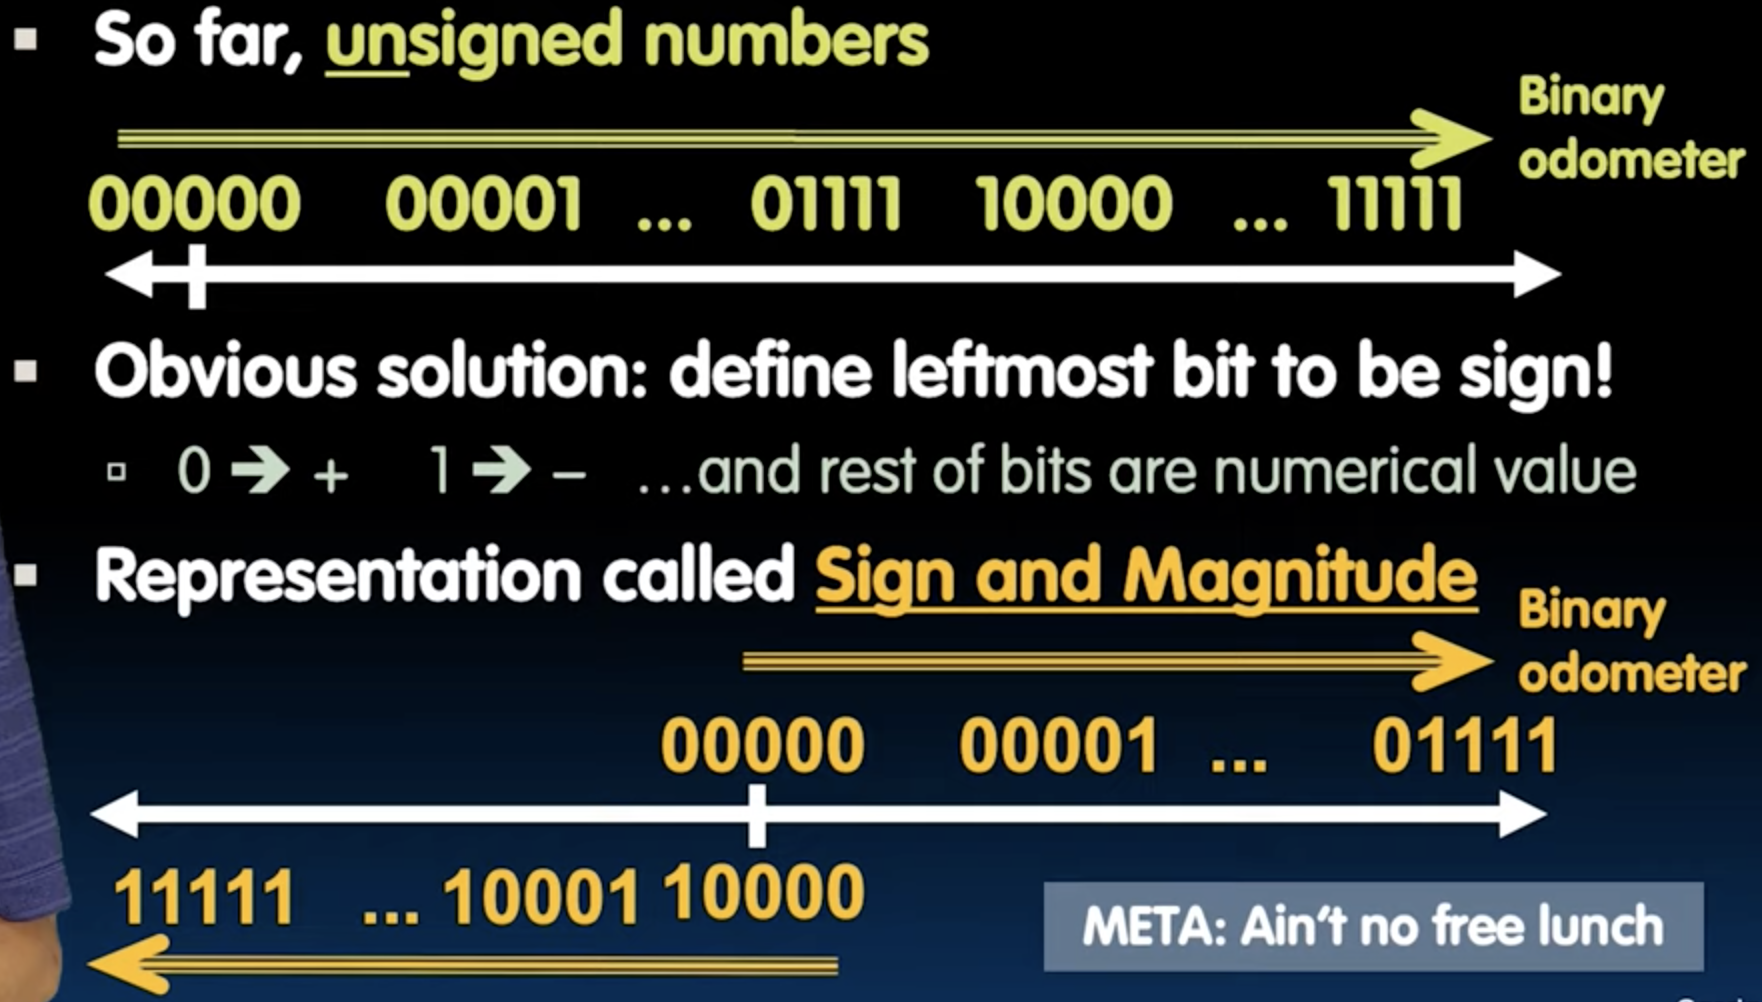 So far, unsigned numbers
Binary
odometer
00000 00001 ... 01111 10000 ... 11111
Obvious solution: define leftmost bit to be sign!
0 ➔ + 1 ➔ – ...and rest of bits are numerical value
Representation called Sign and Magnitude
Binary
odometer
00000 00001 ... 01111
11111 ... 10001 10000
META: Ain't no free lunch